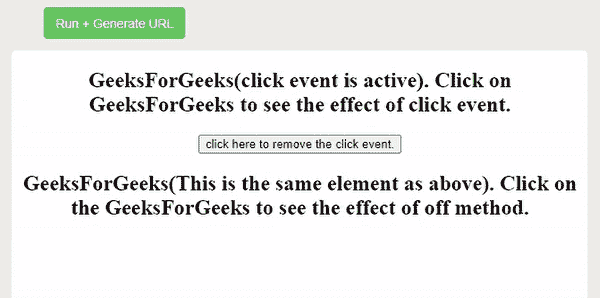 Run + Generate URL
GeeksForGeeks(click event is active). Click on
GeeksForGeeks to see the effect of click event.
click here to remove the click event.
GeeksForGeeks(This is the same element as above). Click on
the GeeksForGeeks to see the effect of off method.